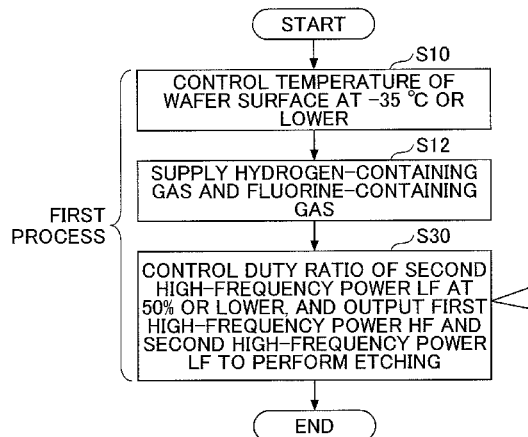 START
S10
CONTROL TEMPERATURE OF
WAFER SURFACE AT -35 ℃ OR
LOWER
S12
SUPPLY HYDROGEN-CONTAINING
GAS AND FLUORINE-CONTAINING
GAS
FIRST
PROCESS
S30
CONTROL DUTY RATIO OF SECOND
HIGH-FREQUENCY POWER LF AT
50% OR LOWER, AND OUTPUT FIRST
HIGH-FREQUENCY POWER HF AND
SECOND HIGH-FREQUENCY POWER
LF TO PERFORM ETCHING
END